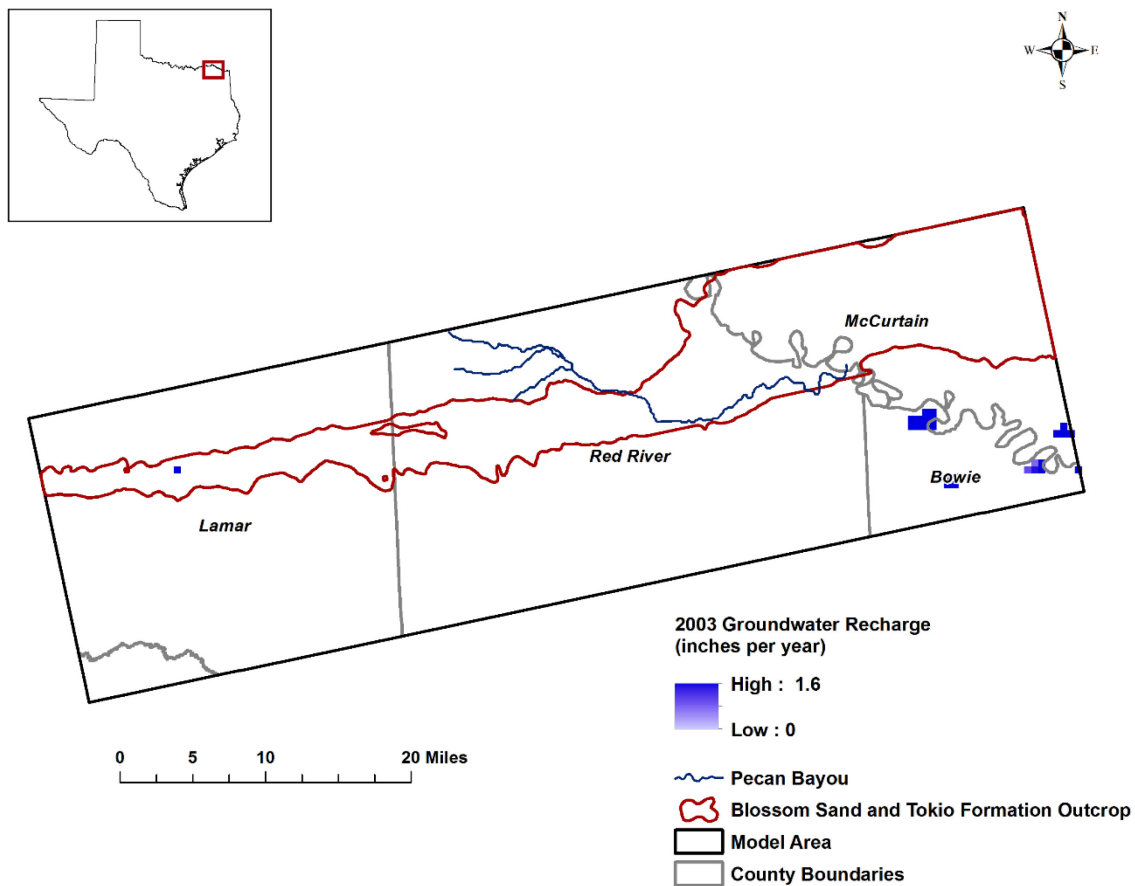 N
W E
S
McCurtain
Red River
Bowie
Lamar
2003 Groundwater Recharge
(inches per year)
High : 1.6
Low : 0
0 5 10 20 Miles
Pecan Bayou
Blossom Sand and Tokio Formation Outcrop
Model Area
County Boundaries